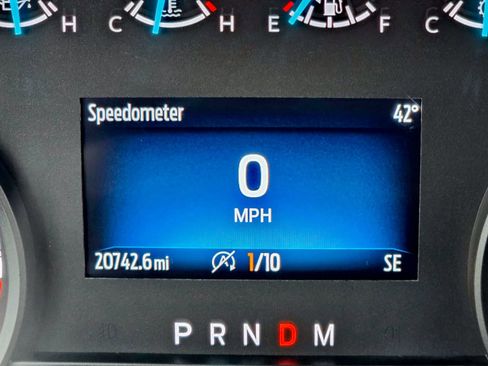 H C H E F C
Speedometer 42°
0
MPH
20742.6 mi 1/10 SE
P R N D M